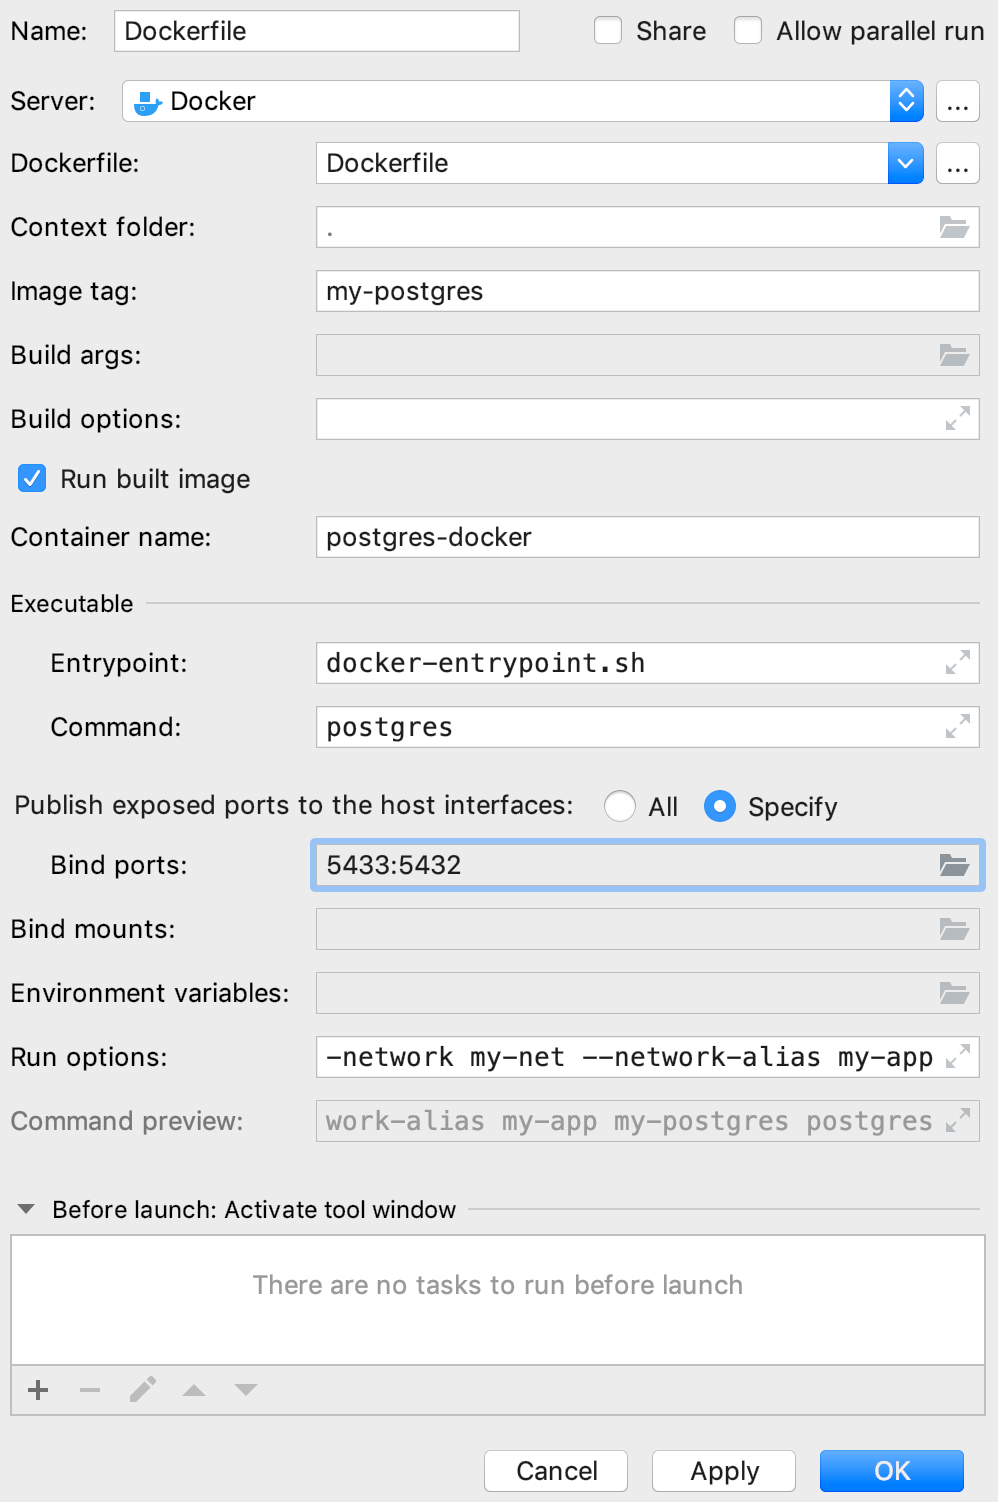 Name: Dockerfile Share Allow parallel run
Server: Docker ...
Dockerfile: Dockerfile ...
Context folder: .
Image tag: my-postgres
Build args:
Build options:
Run built image
Container name: postgres-docker
Executable
Entrypoint: docker-entrypoint.sh
Command: postgres
Publish exposed ports to the host interfaces: All Specify
Bind ports: 5433:5432
Bind mounts:
Environment variables:
Run options: -network my-net --network-alias my-app
Command preview: work-alias my-app my-postgres postgres
Before launch: Activate tool window
There are no tasks to run before launch
Cancel Apply OK